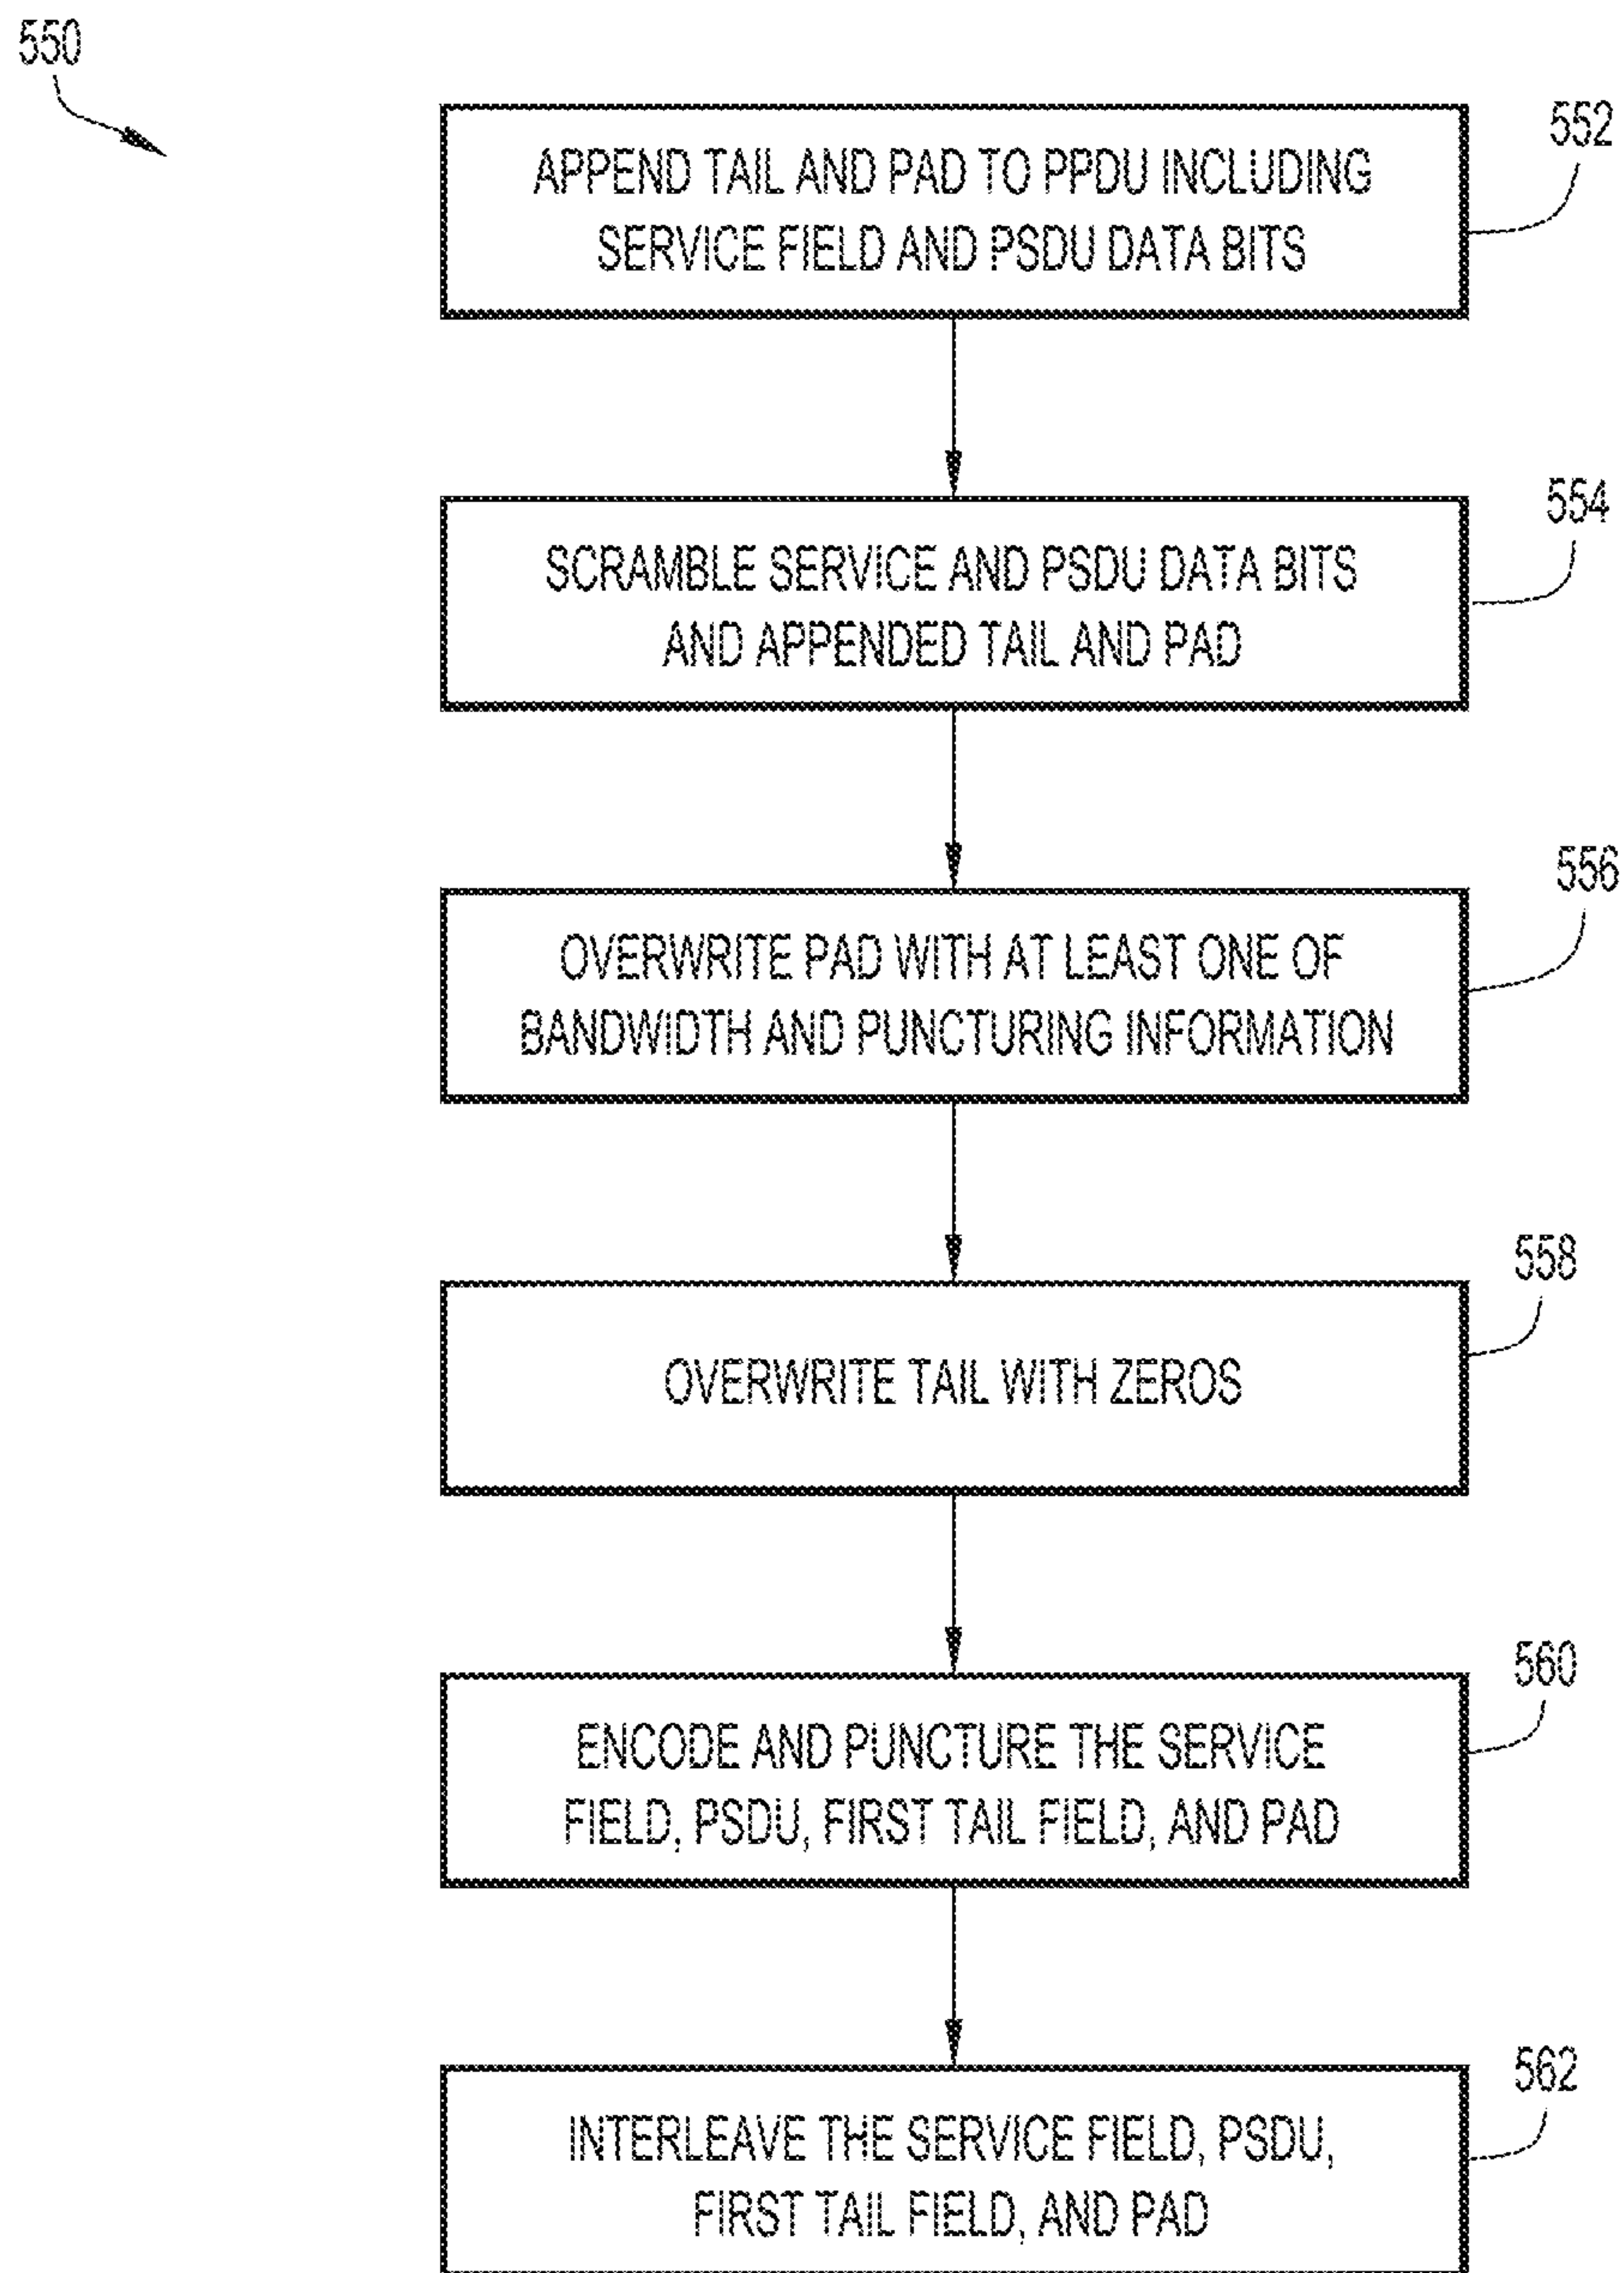 550
552
APPEND TAIL AND PAD TO PPDU INCLUDING
SERVICE FIELD AND PSDU DATA BITS
554
SCRAMBLE SERVICE AND PSDU DATA BITS
AND APPENDED TAIL AND PAD
556
OVERWRITE PAD WITH AT LEAST ONE OF
BANDWIDTH AND PUNCTURING INFORMATION
558
OVERWRITE TAIL WITH ZEROS
560
ENCODE AND PUNCTURE THE SERVICE
FIELD, PSDU, FIRST TAIL FIELD, AND PAD
562
INTERLEAVE THE SERVICE FIELD, PSDU,
FIRST TAIL FIELD, AND PAD